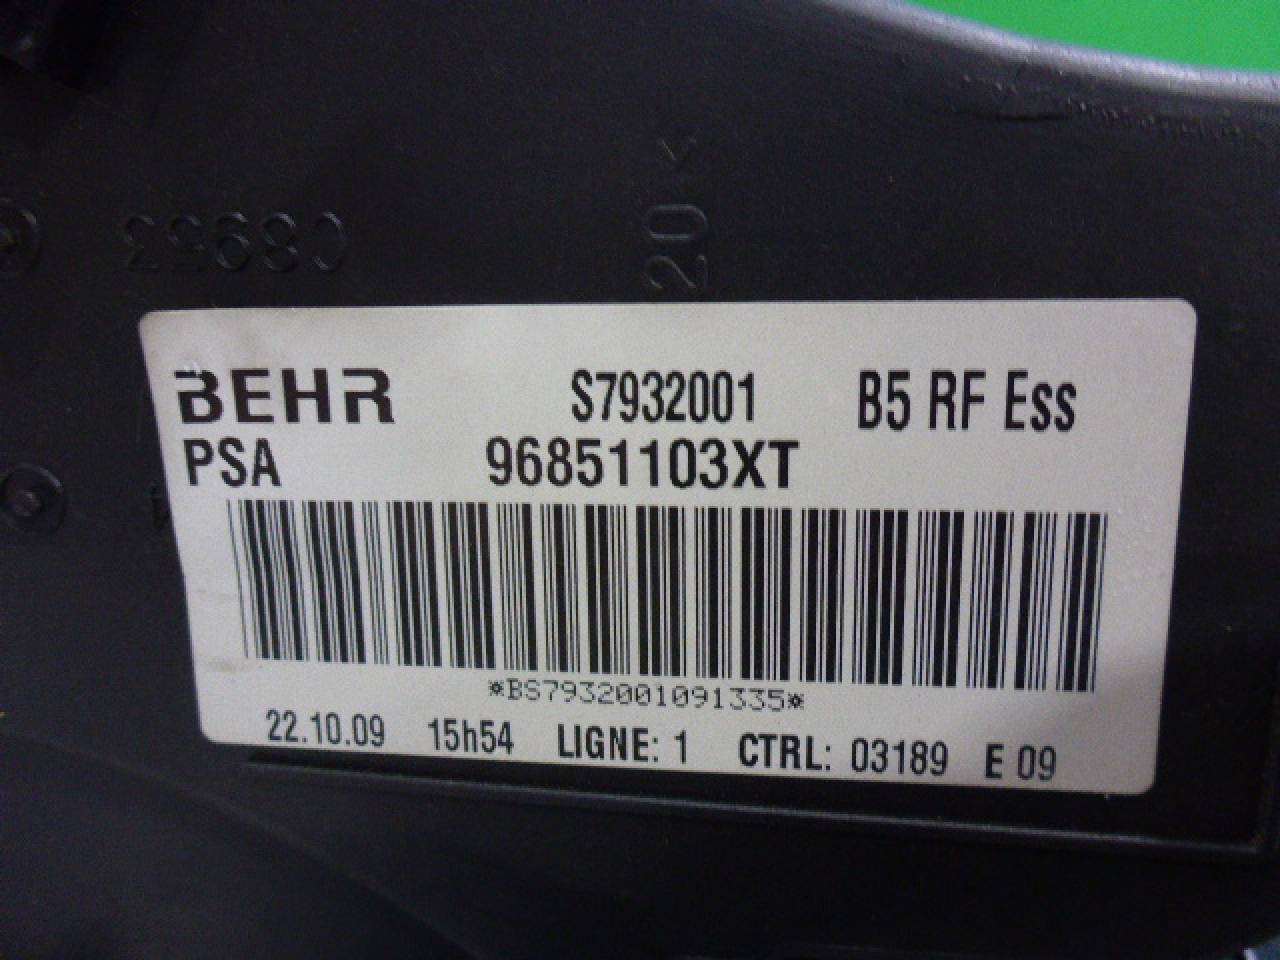 20 <
C8953
BEHR S7932001 B5 RF Ess
PSA 96851103XT
*BS7932001091335*
22.10.09 15h54 LIGNE: 1 CTRL: 03189 E 09